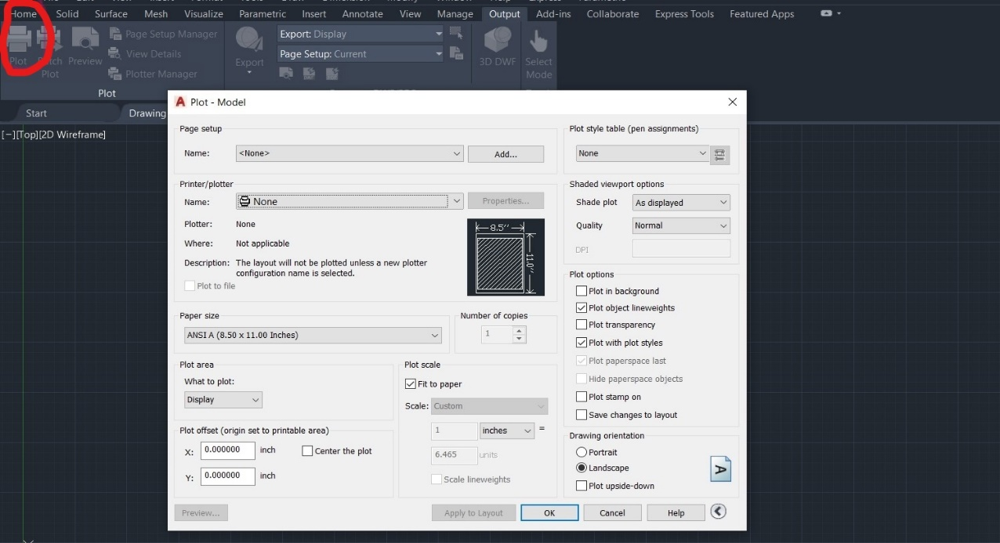 Home Solid Surface Mesh Visualize Parametric Insert Annotate View Manage Output Add-ins Collaborate Express Tools Featured Apps
Plot
Batch Plot
Preview
Page Setup Manager
View Details
Plotter Manager
Export
Export: Display
Page Setup: Current
3D DWF
Select Mode
Plot
Start
Drawing
[−][Top][2D Wireframe]
Plot - Model
Page setup
Name: <None> Add...
Printer/plotter
Name: None Properties...
Plotter: None
Where: Not applicable
Description: The layout will not be plotted unless a new plotter
configuration name is selected.
Plot to file
8.5″
11.0″
Paper size
ANSI A (8.50 x 11.00 Inches)
Number of copies
1
Plot area
What to plot:
Display
Plot offset (origin set to printable area)
X: 0.000000 inch Center the plot
Y: 0.000000 inch
Plot scale
Fit to paper
Scale: Custom
1 inches =
6.465 units
Scale lineweights
Plot style table (pen assignments)
None
Shaded viewport options
Shade plot As displayed
Quality Normal
DPI
Plot options
Plot in background
Plot object lineweights
Plot transparency
Plot with plot styles
Plot paperspace last
Hide paperspace objects
Plot stamp on
Save changes to layout
Drawing orientation
Portrait
Landscape
Plot upside-down
A
Preview... Apply to Layout OK Cancel Help